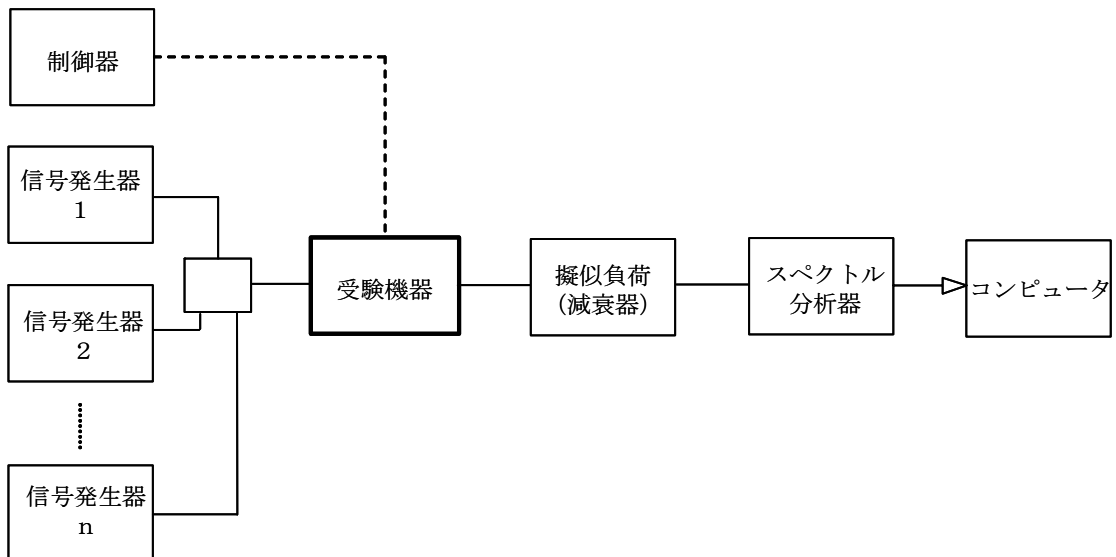 制御器
信号発生器
1
信号発生器
2
信号発生器
n
受験機器
擬似負荷
(減衰器)
スペクトル
分析器
コンピュータ